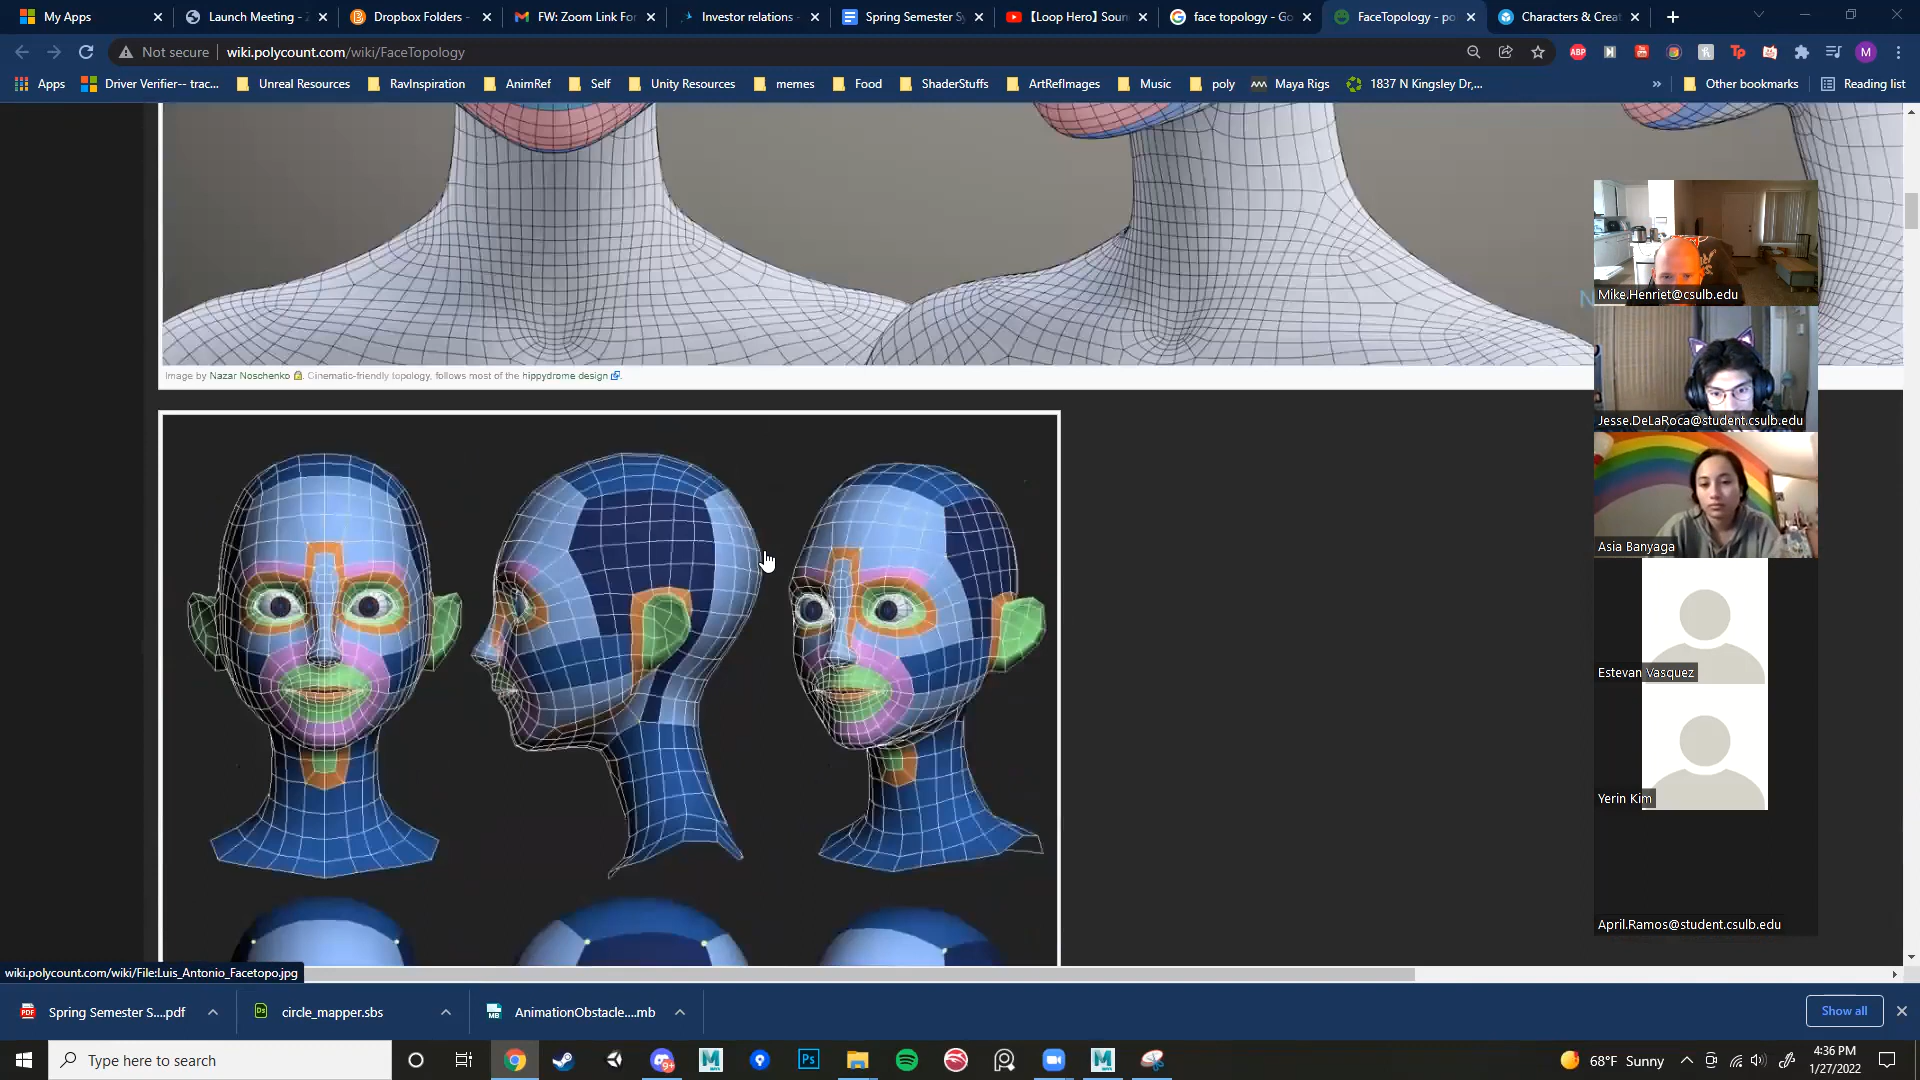 My Apps
Launch Meeting -
Dropbox Folders -
FW: Zoom Link For
Investor relations
Spring Semester Sy
【Loop Hero】Soun
face topology - Go
FaceTopology - po
Characters & Creat
Not secure
wiki.polycount.com/wiki/FaceTopology
ABP
Tp
M
Apps
Driver Verifier-- trac...
Unreal Resources
RavInspiration
AnimRef
Self
Unity Resources
memes
Food
ShaderStuffs
ArtRefImages
Music
poly
Maya Rigs
1837 N Kingsley Dr,...
»
Other bookmarks
Reading list
Mike.Henriet@csulb.edu
Image by Nazar Noschenko. Cinematic-friendly topology, follows most of the hippydrome design.
Jesse.DeLaRoca@student.csulb.edu
Asia Banyaga
Estevan Vasquez
Yerin Kim
April.Ramos@student.csulb.edu
wiki.polycount.com/wiki/File:Luis_Antonio_Facetopo.jpg
Spring Semester S....pdf
circle_mapper.sbs
AnimationObstacle....mb
Show all
Type here to search
Ps
68°F Sunny
4:36 PM
1/27/2022